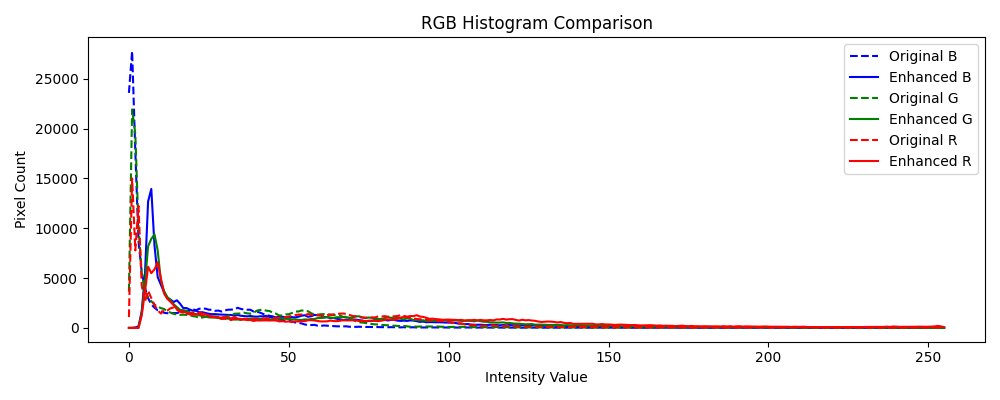 RGB Histogram Comparison
Pixel Count
25000
20000
15000
10000
5000
0
Original B
Enhanced B
Original G
Enhanced G
Original R
Enhanced R
0 50 100 150 200 250
Intensity Value